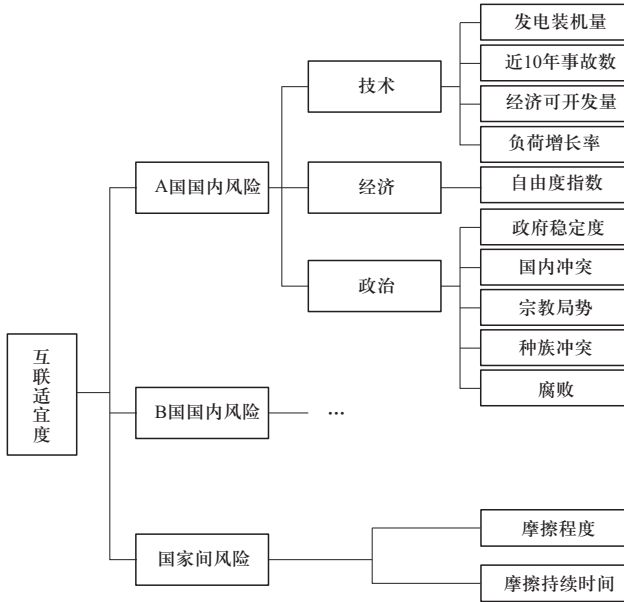 发电装机量
近10年事故数
技术
经济可开发量
负荷增长率
A国国内风险
经济
自由度指数
政府稳定度
国内冲突
政治
宗教局势
种族冲突
腐败
互联适宜度
B国国内风险
…
摩擦程度
国家间风险
摩擦持续时间